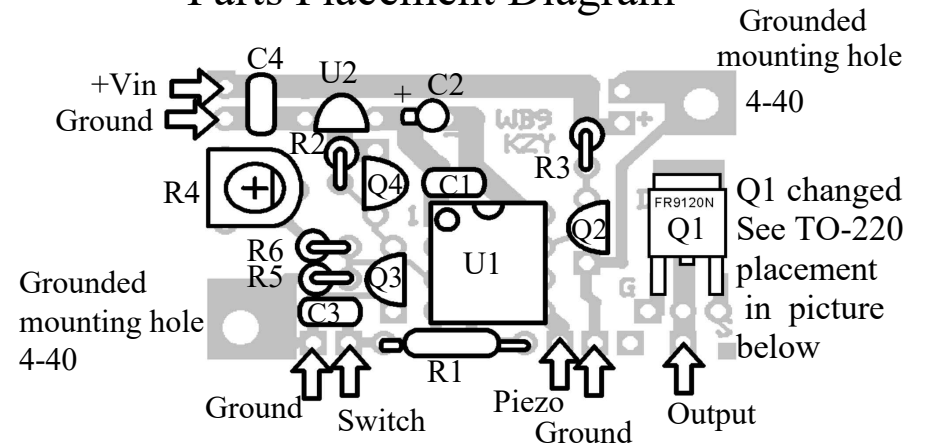 Parts Placement Diagram
Grounded
mounting hole
4-40
+Vin
Ground
C4
U2
+
C2
WB9
KZY
+
R2
R3
R4
Q4
C1
1
Q2
D
FR9120N
Q1
Q1 changed
See TO-220
placement
in picture
below
R6
R5
Q3
U1
C3
G
S
R1
Grounded
mounting hole
4-40
Ground
Switch
Piezo
Ground
Output